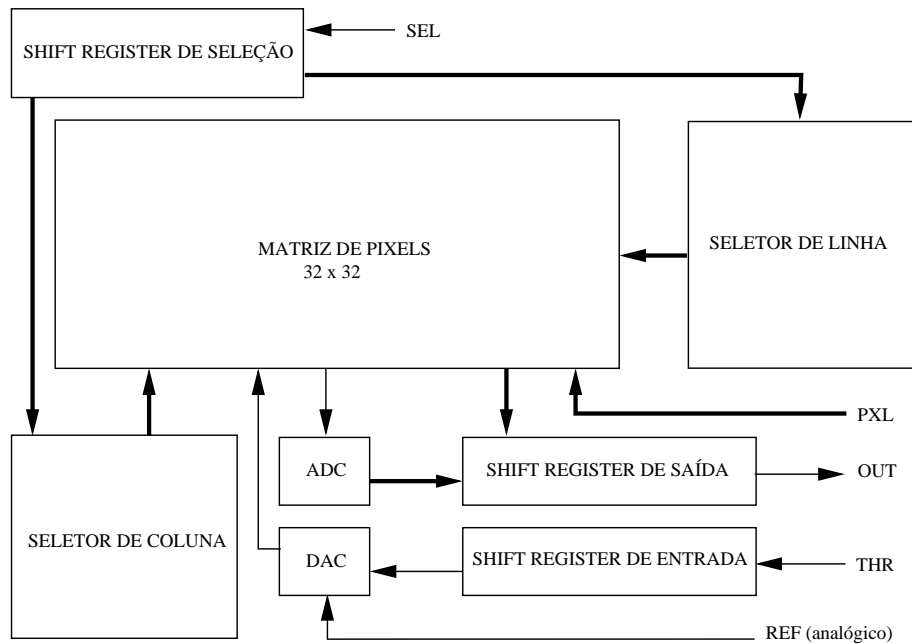 SHIFT REGISTER DE SELEÇÃO
SEL
MATRIZ DE PIXELS
32 x 32
SELETOR DE LINHA
PXL
ADC
SHIFT REGISTER DE SAÍDA
OUT
SELETOR DE COLUNA
DAC
SHIFT REGISTER DE ENTRADA
THR
REF (analógico)